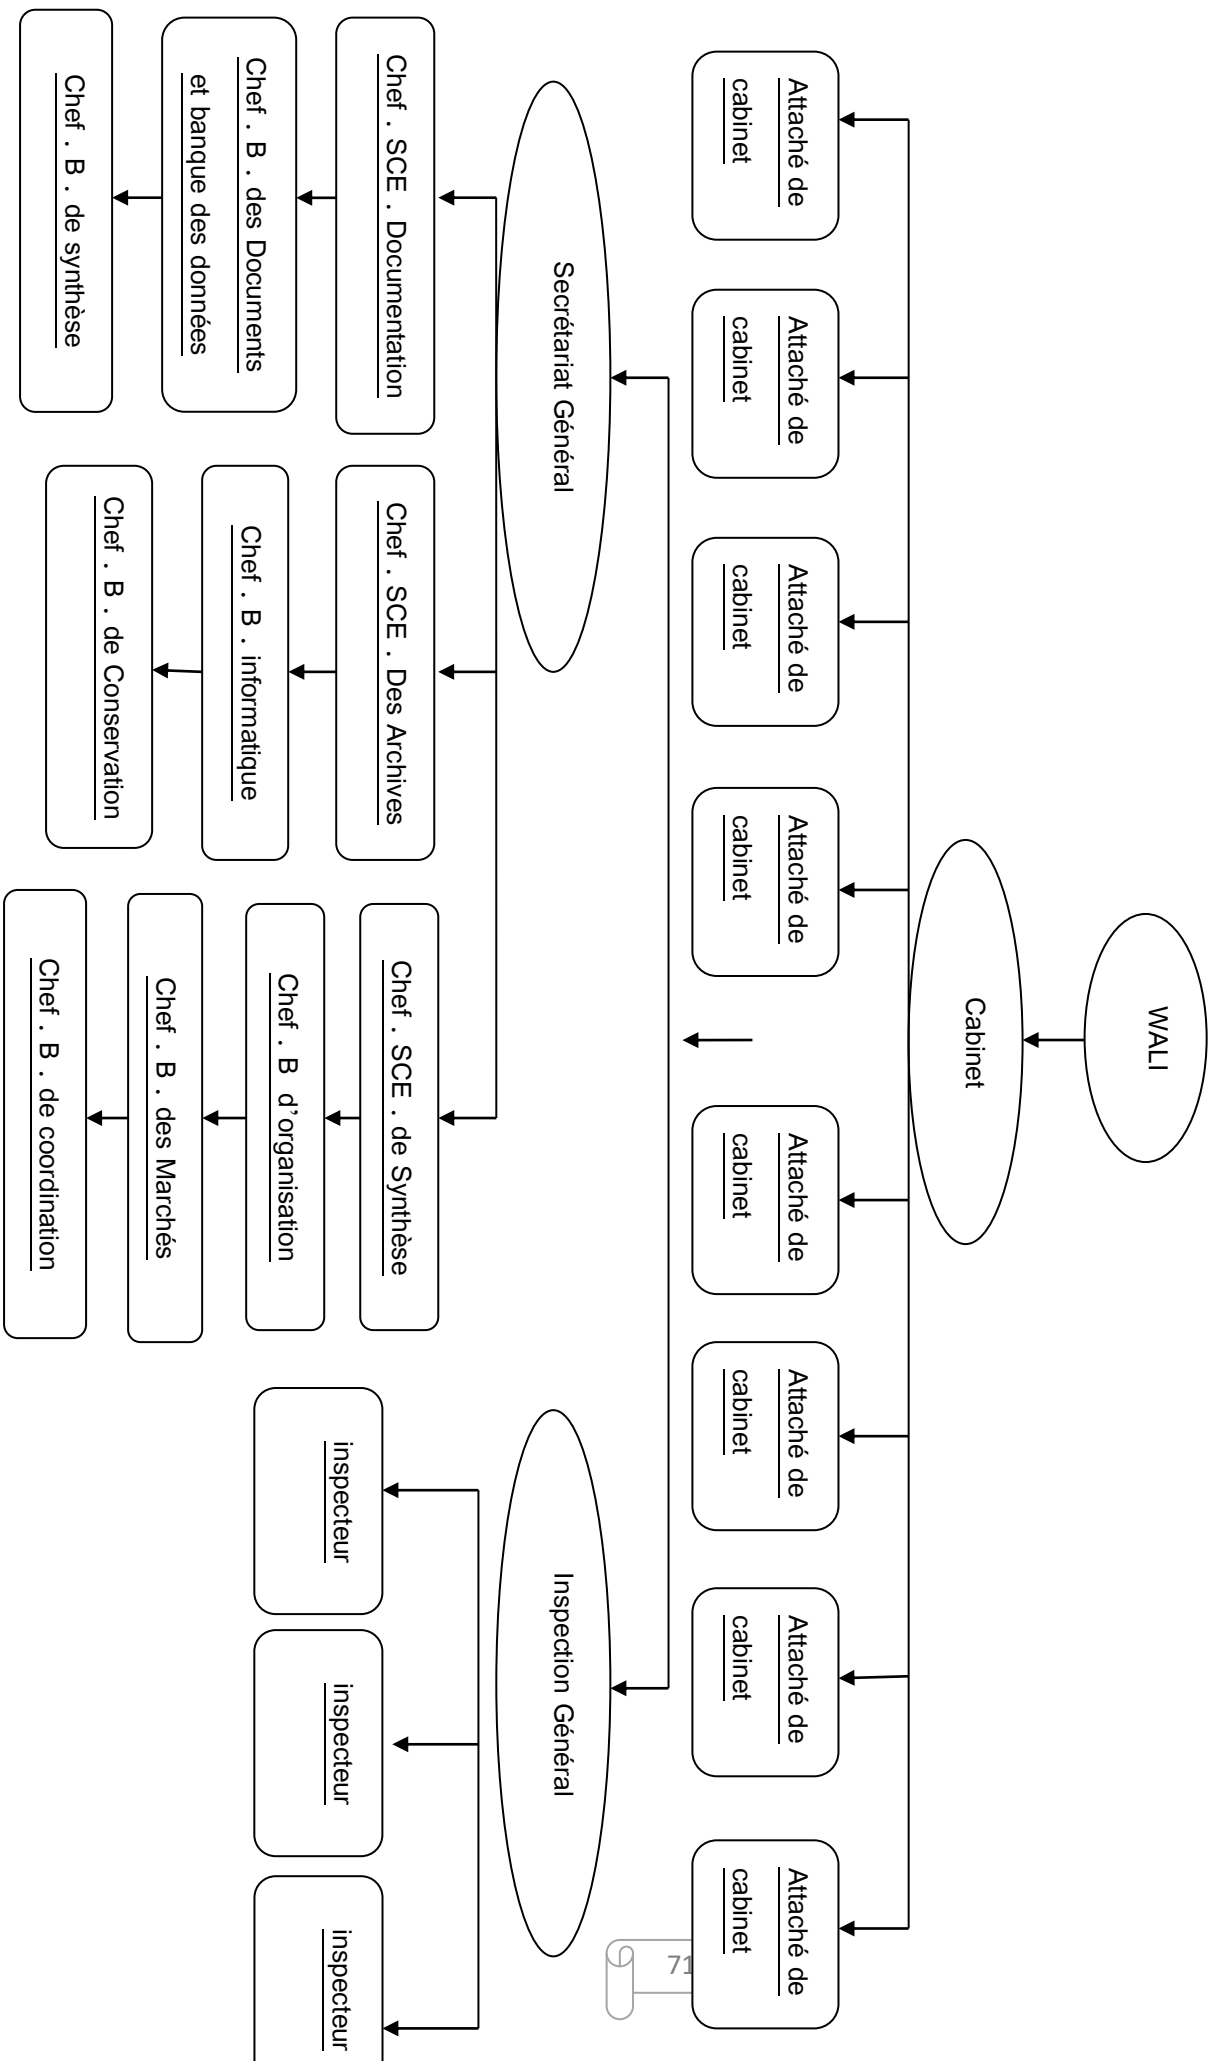 WALI
Cabinet
Attaché de
cabinet
Attaché de
cabinet
Attaché de
cabinet
Attaché de
cabinet
Attaché de
cabinet
Attaché de
cabinet
Attaché de
cabinet
Attaché de
cabinet
Secrétariat Général
Inspection Général
Chef . SCE . Documentation
Chef . B . des Documents
et banque des données
Chef . B . de synthèse
Chef . SCE . Des Archives
Chef . B . informatique
Chef . B . de Conservation
Chef . SCE . de Synthèse
Chef . B d’organisation
Chef . B . des Marchés
Chef . B . de coordination
inspecteur
inspecteur
inspecteur
71